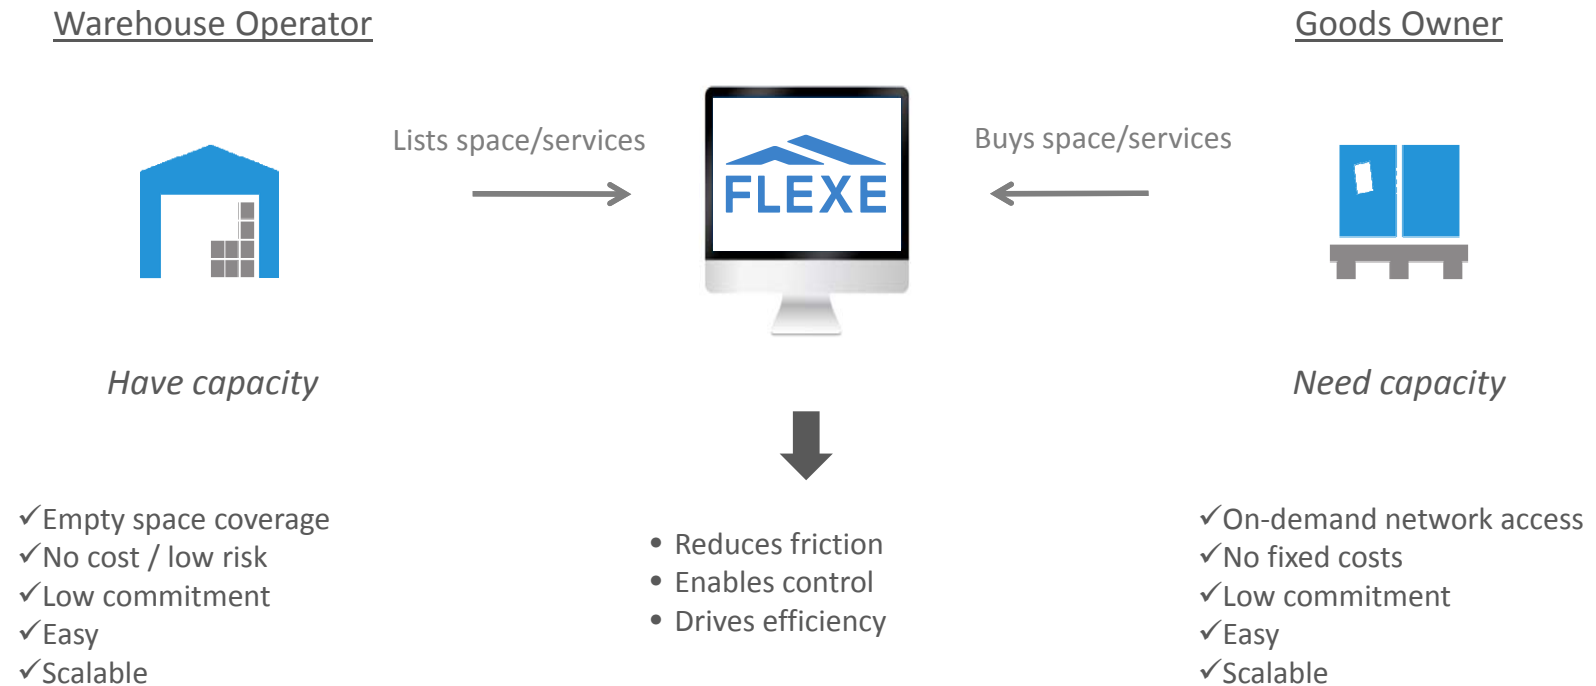 Warehouse Operator
Goods Owner
Lists space/services
Buys space/services
FLEXE
Have capacity
Need capacity
✓Empty space coverage
✓No cost / low risk
✓Low commitment
✓Easy
✓Scalable
• Reduces friction
• Enables control
• Drives efficiency
✓On-demand network access
✓No fixed costs
✓Low commitment
✓Easy
✓Scalable